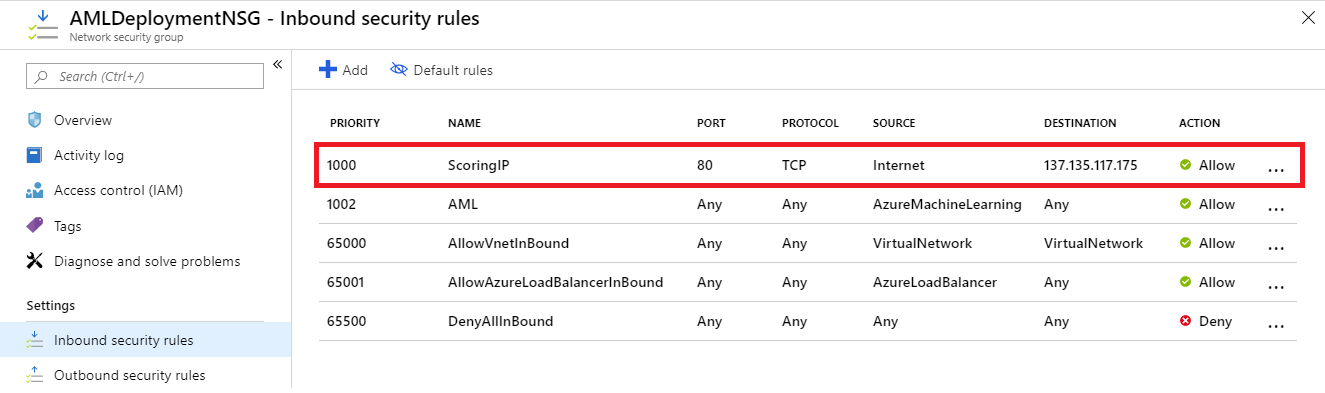 AMLDeploymentNSG - Inbound security rules
Network security group
Search (Ctrl+/)
Overview
Activity log
Access control (IAM)
Tags
Diagnose and solve problems
Settings
Inbound security rules
Outbound security rules
Add Default rules
PRIORITY NAME PORT PROTOCOL SOURCE DESTINATION ACTION
1000 ScoringIP 80 TCP Internet 137.135.117.175 Allow ...
1002 AML Any Any AzureMachineLearning Any Allow ...
65000 AllowVnetInBound Any Any VirtualNetwork VirtualNetwork Allow ...
65001 AllowAzureLoadBalancerInBound Any Any AzureLoadBalancer Any Allow ...
65500 DenyAllInBound Any Any Any Any Deny ...